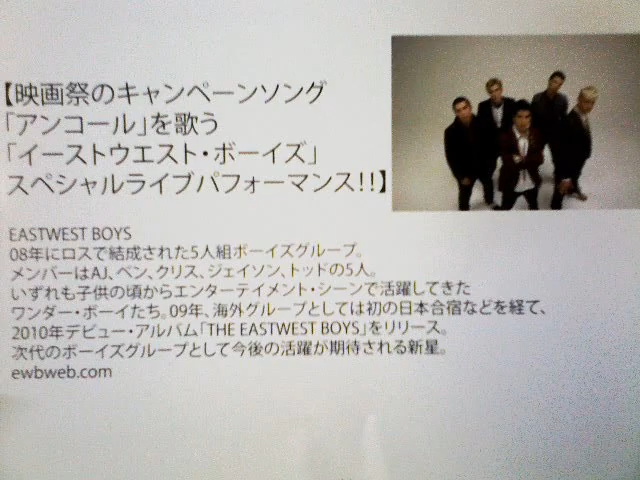 【映画祭のキャンペーンソング
「アンコール」を歌う
「イーストウエスト・ボーイズ」
スペシャルライブパフォーマンス!!】
EASTWEST BOYS
08年にロスで結成された5人組ボーイズグループ。
メンバーはAJ、ベン、クリス、ジェイソン、トッドの5人。
いずれも子供の頃からエンターテイメント・シーンで活躍してきた
ワンダー・ボーイたち。09年、海外グループとしては初の日本合宿などを経て、
2010年デビュー・アルバム「THE EASTWEST BOYS」をリリース。
次代のボーイズグループとして今後の活躍が期待される新星。
ewbweb.com